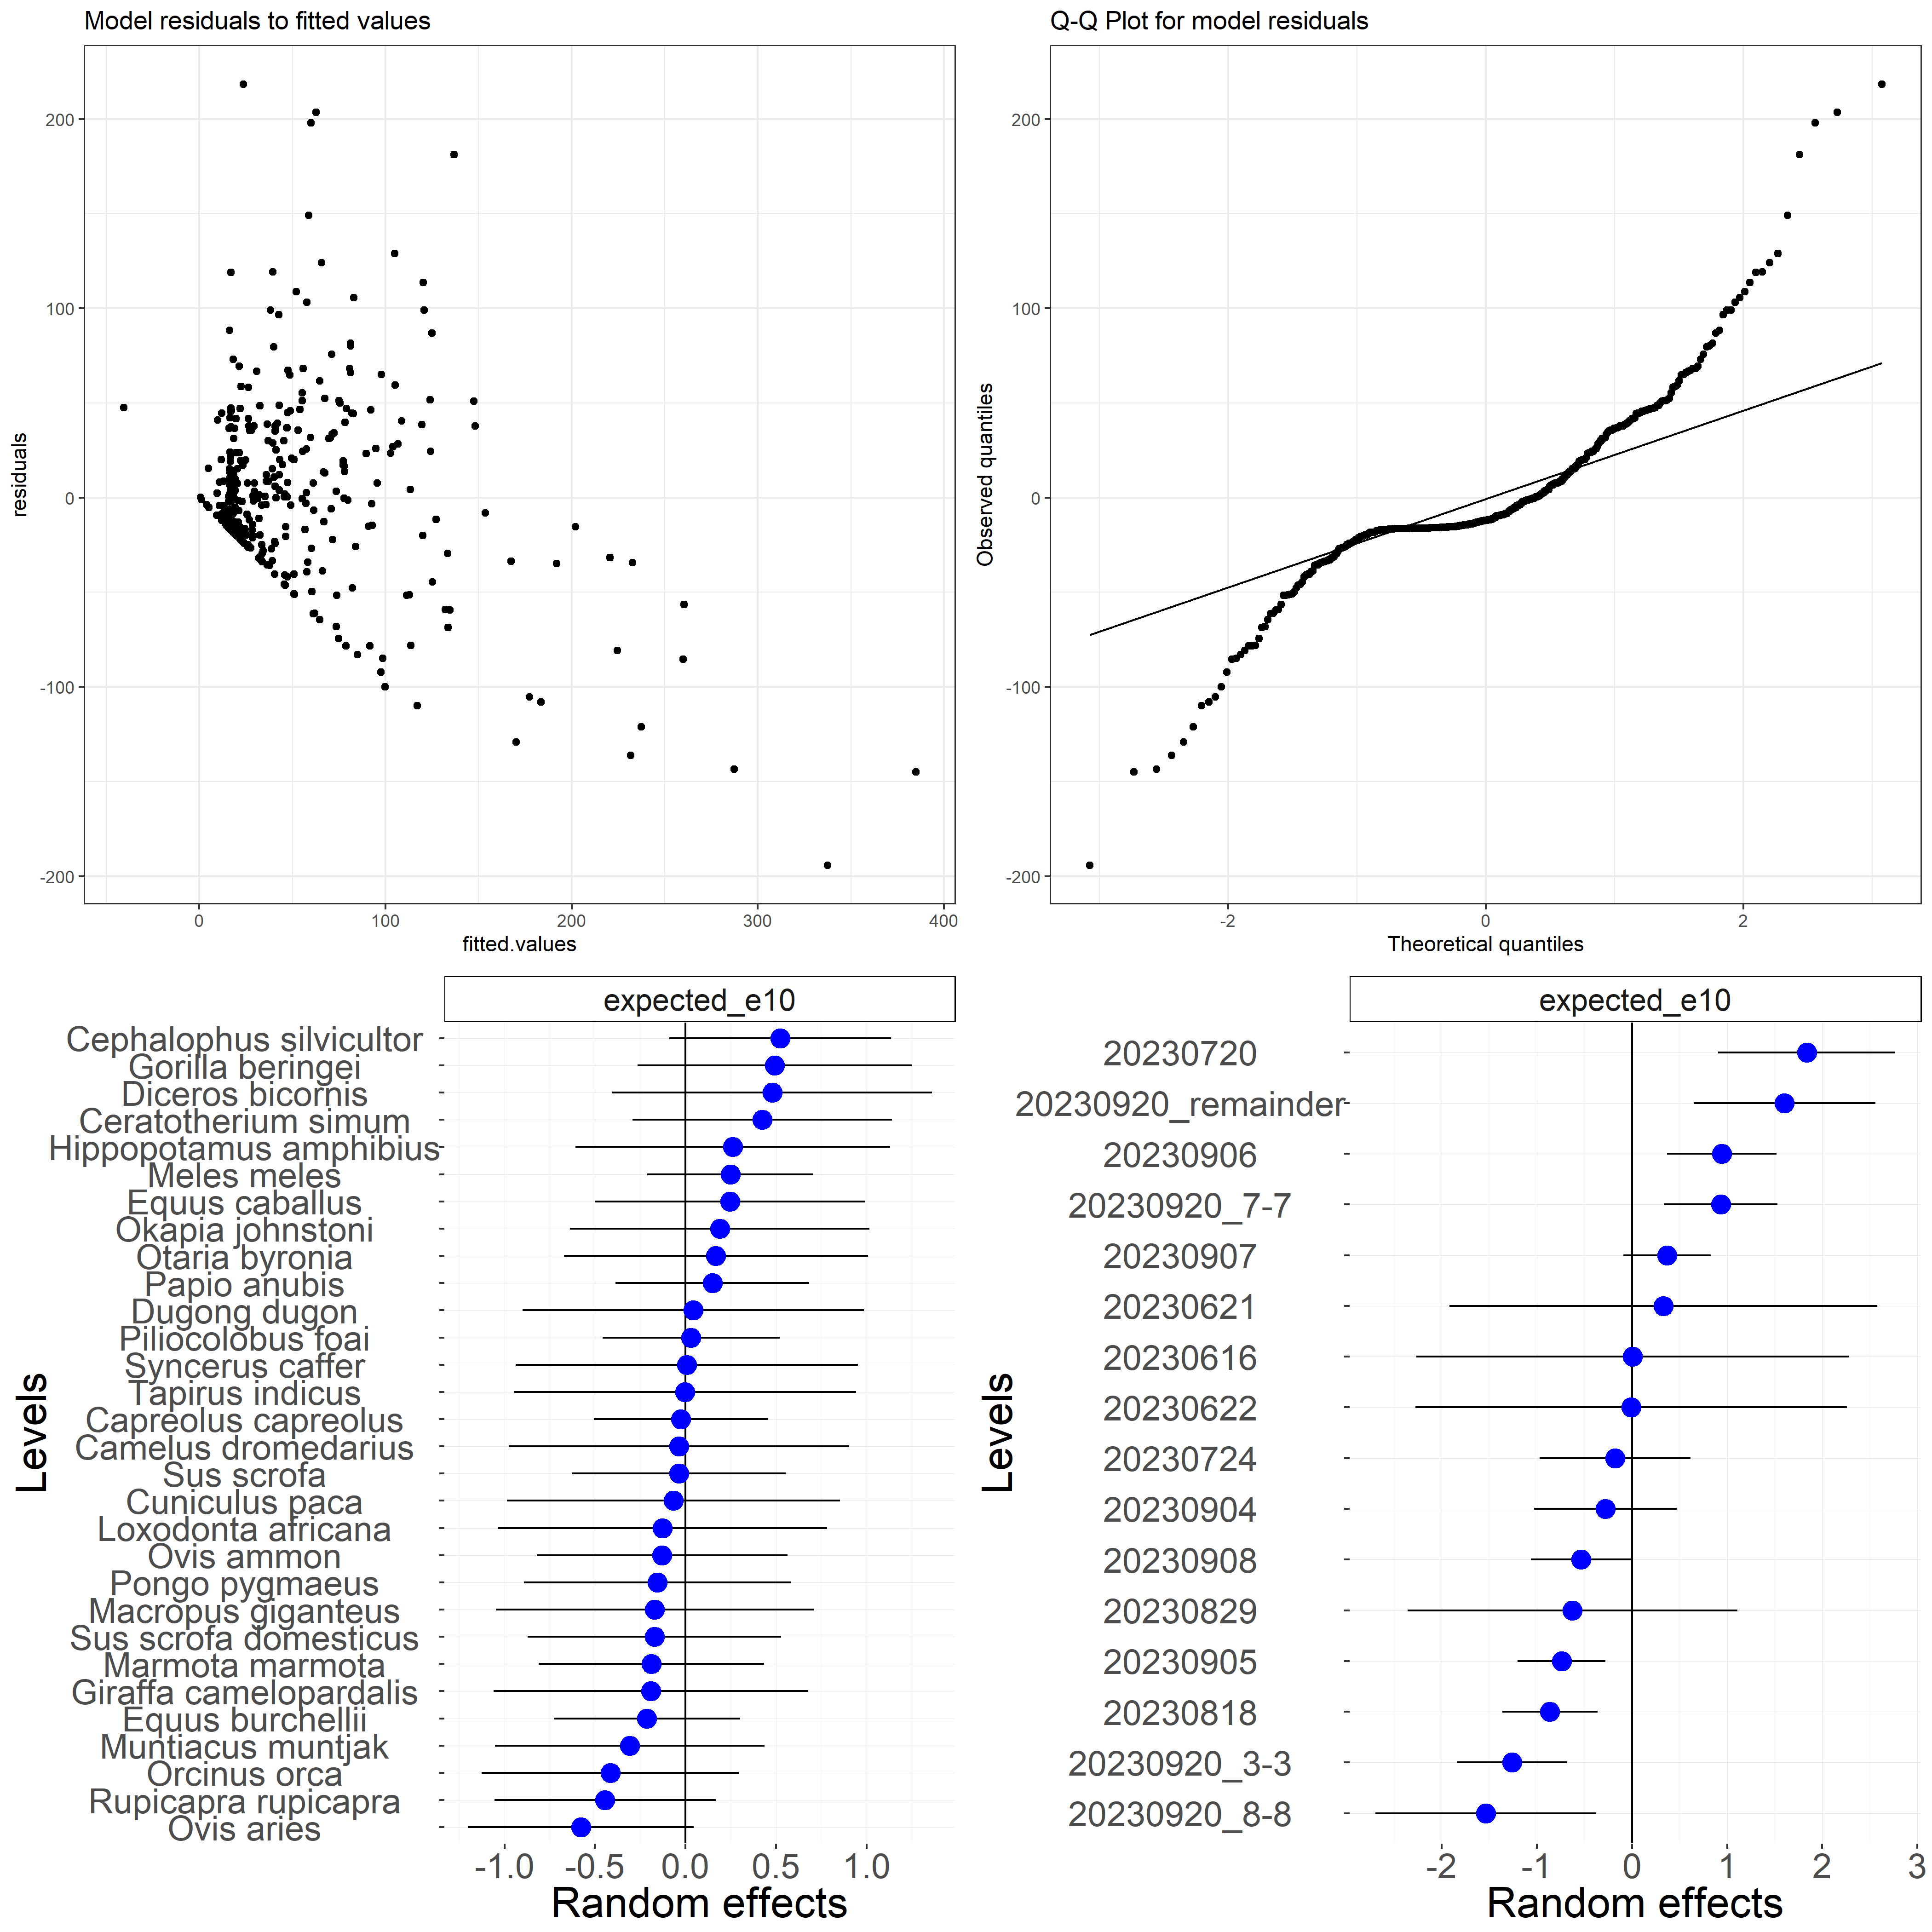 Model residuals to fitted values
200
100
0
-100
-200
residuals
0
100
200
300
400
fitted.values
Q-Q Plot for model residuals
200
100
0
-100
-200
Observed quantiles
-2
0
2
Theoretical quantiles
expected_e10
Cephalophus silvicultor
Gorilla beringei
Diceros bicornis
Ceratotherium simum
Hippopotamus amphibius
Meles meles
Equus caballus
Okapia johnstoni
Otaria byronia
Papio anubis
Dugong dugon
Piliocolobus foai
Syncerus caffer
Tapirus indicus
Capreolus capreolus
Camelus dromedarius
Sus scrofa
Cuniculus paca
Loxodonta africana
Ovis ammon
Pongo pygmaeus
Macropus giganteus
Sus scrofa domesticus
Marmota marmota
Giraffa camelopardalis
Equus burchellii
Muntiacus muntjak
Orcinus orca
Rupicapra rupicapra
Ovis aries
Levels
-1.0
-0.5
0.0
0.5
1.0
Random effects
expected_e10
20230720
20230920_remainder
20230906
20230920_7-7
20230907
20230621
20230616
20230622
20230724
20230904
20230908
20230829
20230905
20230818
20230920_3-3
20230920_8-8
Levels
-2
-1
0
1
2
3
Random effects